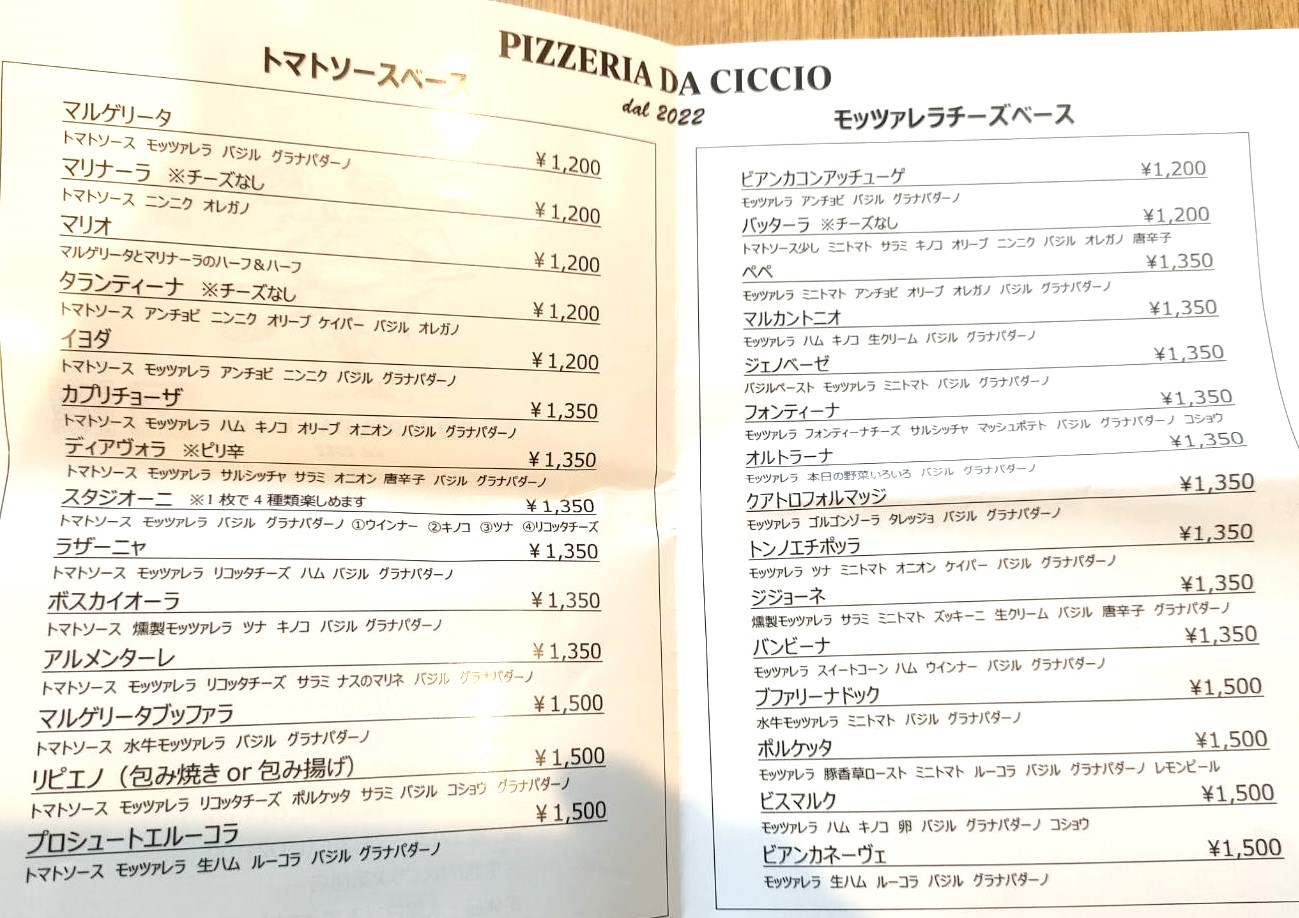 PIZZERIA DA CICCIO
dal 2022
トマトソースベース
マルゲリータ ¥1,200
トマトソース モッツァレラ バジル グラナパダーノ
マリナーラ ※チーズなし ¥1,200
トマトソース ニンニク オレガノ
マリオ ¥1,200
マルゲリータとマリナーラのハーフ&ハーフ
タランティーナ ※チーズなし ¥1,200
トマトソース アンチョビ ニンニク オリーブ ケイパー バジル オレガノ
イヨダ ¥1,200
トマトソース モッツァレラ アンチョビ ニンニク バジル グラナパダーノ
カプリチョーザ ¥1,350
トマトソース モッツァレラ ハム キノコ オリーブ オニオン バジル グラナパダーノ
ディアヴォラ ※ピリ辛 ¥1,350
トマトソース モッツァレラ サルシッチャ サラミ オニオン 唐辛子 バジル グラナパダーノ
スタジオーニ ※1枚で4種類楽しめます ¥1,350
トマトソース モッツァレラ バジル グラナパダーノ ①ウインナー ②キノコ ③ツナ ④リコッタチーズ
ラザーニャ ¥1,350
トマトソース モッツァレラ リコッタチーズ ハム バジル グラナパダーノ
ボスカイオーラ ¥1,350
トマトソース 燻製モッツァレラ ツナ キノコ バジル グラナパダーノ
アルメンターレ ¥1,350
トマトソース モッツァレラ リコッタチーズ サラミ ナスのマリネ バジル グラナパダーノ
マルゲリータブッファラ ¥1,500
トマトソース 水牛モッツァレラ バジル グラナパダーノ
リピエノ（包み焼き or 包み揚げ） ¥1,500
トマトソース モッツァレラ リコッタチーズ ポルケッタ サラミ バジル コショウ グラナパダーノ
プロシュートエルーコラ ¥1,500
トマトソース モッツァレラ 生ハム ルーコラ バジル グラナパダーノ
モッツァレラチーズベース
ビアンカコンアッチューゲ ¥1,200
モッツァレラ アンチョビ バジル グラナパダーノ
バッターラ ※チーズなし ¥1,200
トマトソース少し ミニトマト サラミ キノコ オリーブ ニンニク バジル オレガノ 唐辛子
ペペ ¥1,350
モッツァレラ ミニトマト アンチョビ オリーブ オレガノ バジル グラナパダーノ
マルカントニオ ¥1,350
モッツァレラ ハム キノコ 生クリーム バジル グラナパダーノ
ジェノベーゼ ¥1,350
バジルペースト モッツァレラ ミニトマト バジル グラナパダーノ
フォンティーナ ¥1,350
モッツァレラ フォンティーナチーズ サルシッチャ マッシュポテト バジル グラナパダーノ コショウ
オルトラーナ ¥1,350
モッツァレラ 本日の野菜いろいろ バジル グラナパダーノ
クアトロフォルマッジ ¥1,350
モッツァレラ ゴルゴンゾーラ タレッジョ バジル グラナパダーノ
トンノエチポッラ ¥1,350
モッツァレラ ツナ ミニトマト オニオン ケイパー バジル グラナパダーノ
ジジョーネ ¥1,350
燻製モッツァレラ サラミ ミニトマト ズッキーニ 生クリーム バジル 唐辛子 グラナパダーノ
バンビーナ ¥1,350
モッツァレラ スイートコーン ハム ウインナー バジル グラナパダーノ
ブファリーナドック ¥1,500
水牛モッツァレラ ミニトマト バジル グラナパダーノ
ポルケッタ ¥1,500
モッツァレラ 豚香草ロースト ミニトマト ルーコラ バジル グラナパダーノ レモンピール
ビスマルク ¥1,500
モッツァレラ ハム キノコ 卵 バジル グラナパダーノ コショウ
ビアンカネーヴェ ¥1,500
モッツァレラ 生ハム ルーコラ バジル グラナパダーノ